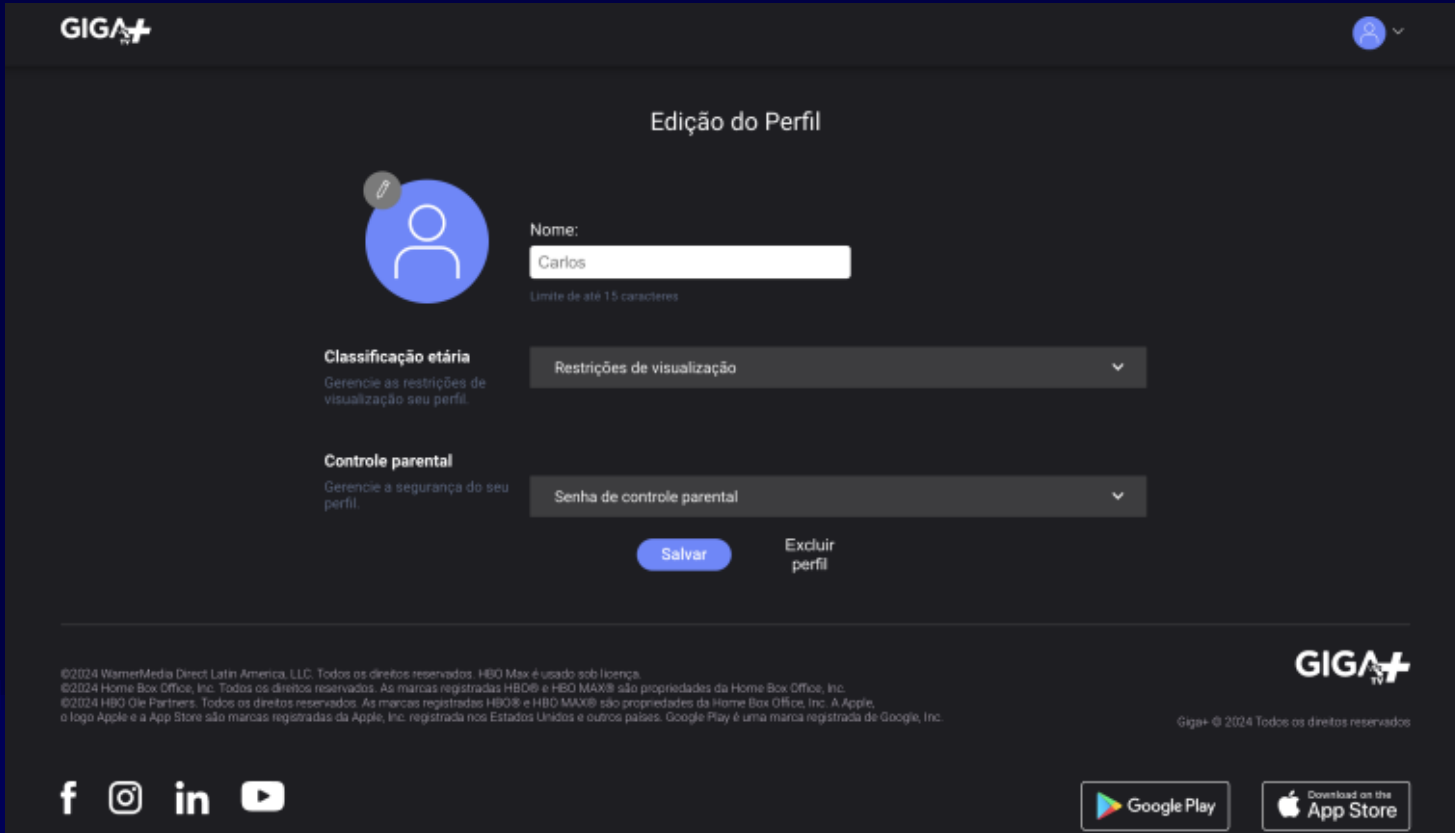 GIGA+
TV
Edição do Perfil
Nome:
Carlos
Limite de até 15 caracteres
Classificação etária
Gerencie as restrições de
visualização seu perfil.
Restrições de visualização
Controle parental
Gerencie a segurança do seu
perfil.
Senha de controle parental
Salvar
Excluir
perfil
©2024 WarnerMedia Direct Latin America, LLC. Todos os direitos reservados. HBO Max é usado sob licença.
©2024 Home Box Office, Inc. Todos os direitos reservados. As marcas registradas HBO® e HBO MAX® são propriedades da Home Box Office, Inc.
©2024 HBO Ole Partners. Todos os direitos reservados. As marcas registradas HBO® e HBO MAX® são propriedades da Home Box Office, Inc. A Apple,
o logo Apple e a App Store são marcas registradas da Apple, Inc. registrada nos Estados Unidos e outros países. Google Play é uma marca registrada de Google, Inc.
GIGA+
TV
Giga+ © 2024 Todos os direitos reservados
f
in
Google Play
Download on the
App Store